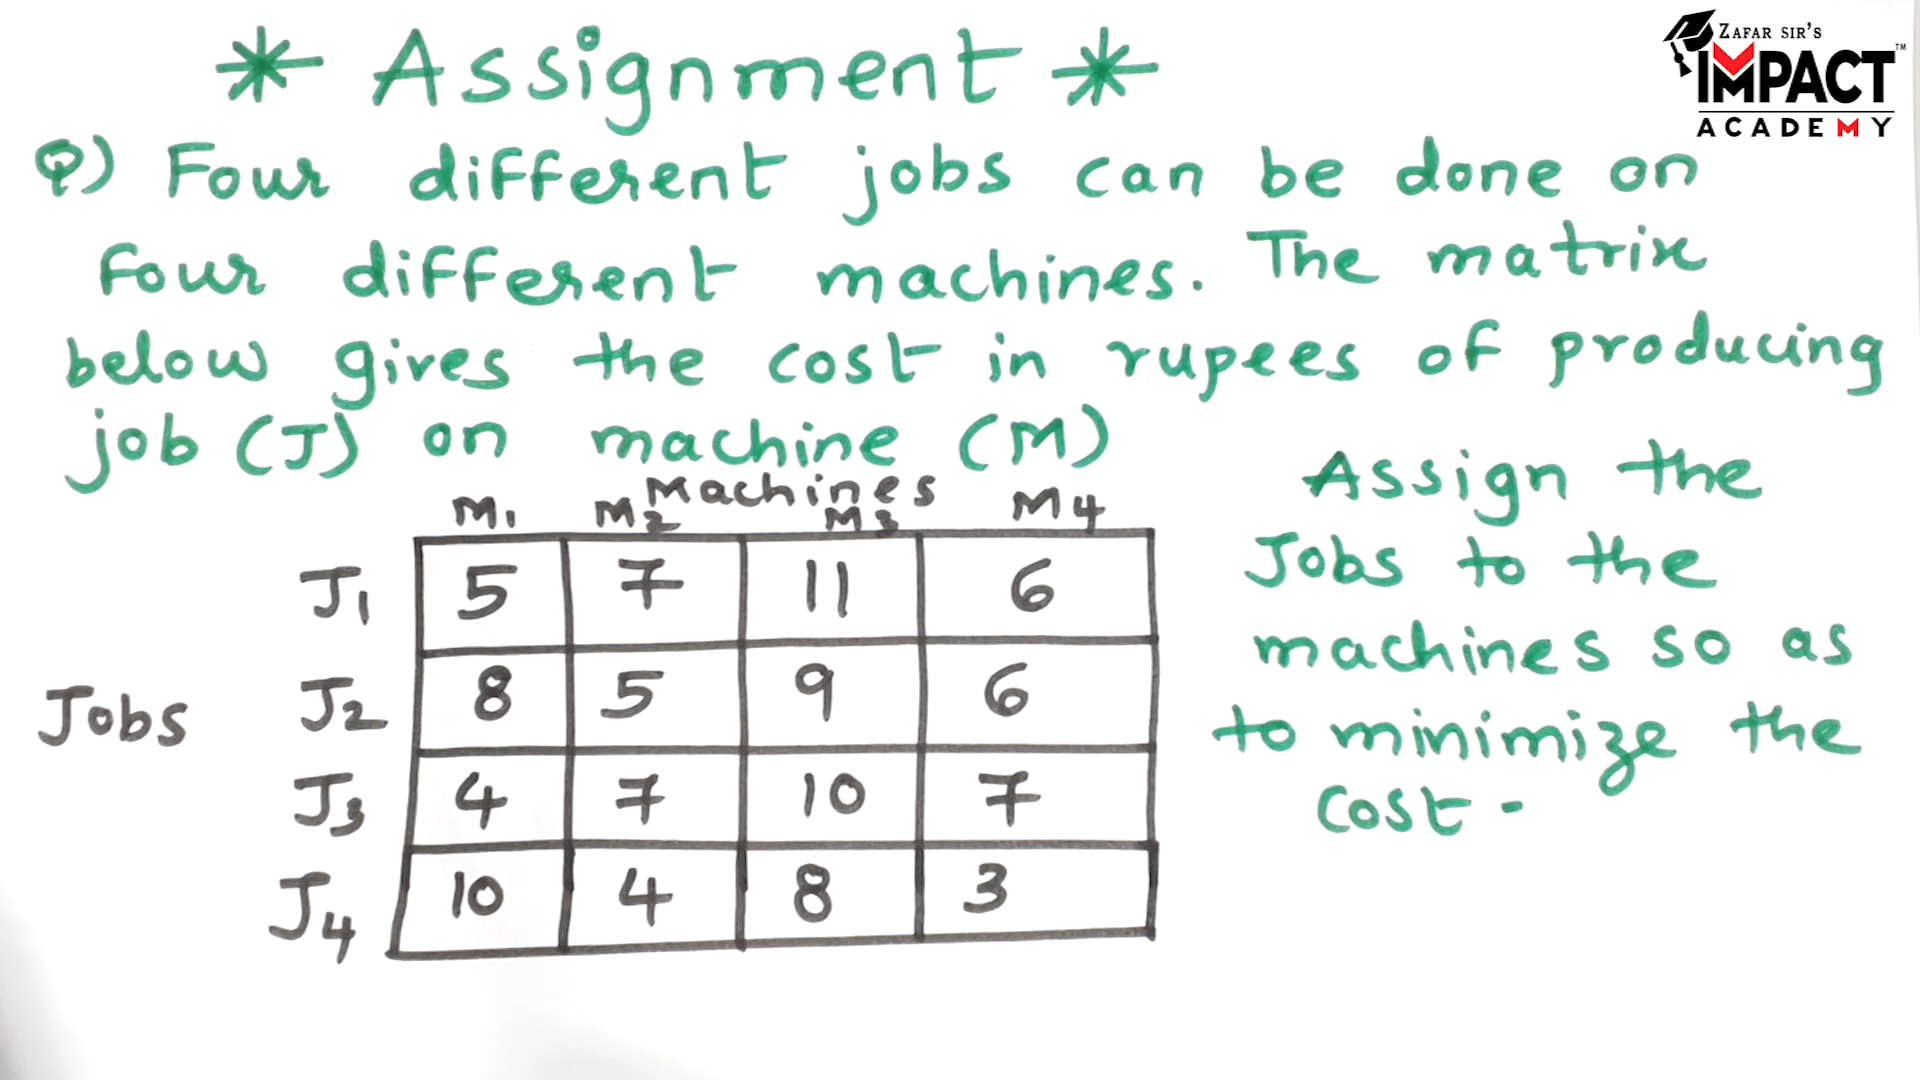 * Assignment *
ZAFAR SIR'S
IMPACT™
ACADEMY
Q) Four different jobs can be done on
four different machines. The matrix
below gives the cost in rupees of producing
job (J) on machine (M)
Machines
M1 M2 M3 M4
J1 5 7 11 6
Jobs J2 8 5 9 6
J3 4 7 10 7
J4 10 4 8 3
Assign the
Jobs to the
machines so as
to minimize the
cost -